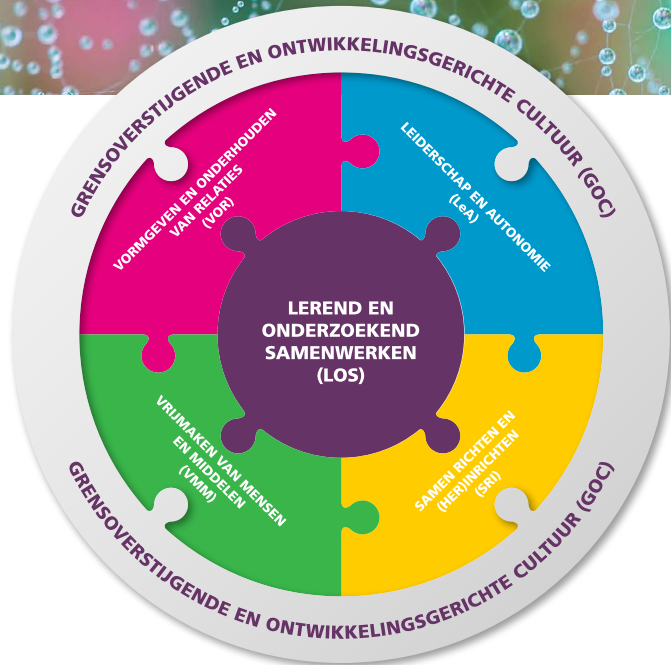 GRENSOVERSTIJGENDE EN ONTWIKKELINGSGERICHTE CULTUUR (GOC)
VORMGEVEN EN ONDERHOUDEN
VAN RELATIES
(VOR)
LEIDERSCHAP EN AUTONOMIE
(LeA)
LEREND EN
ONDERZOEKEND
SAMENWERKEN
(LOS)
VRIJMAKEN VAN MENSEN
EN MIDDELEN
(VMM)
SAMEN RICHTEN EN
(HER)INRICHTEN
(SRI)
GRENSOVERSTIJGENDE EN ONTWIKKELINGSGERICHTE CULTUUR (GOC)